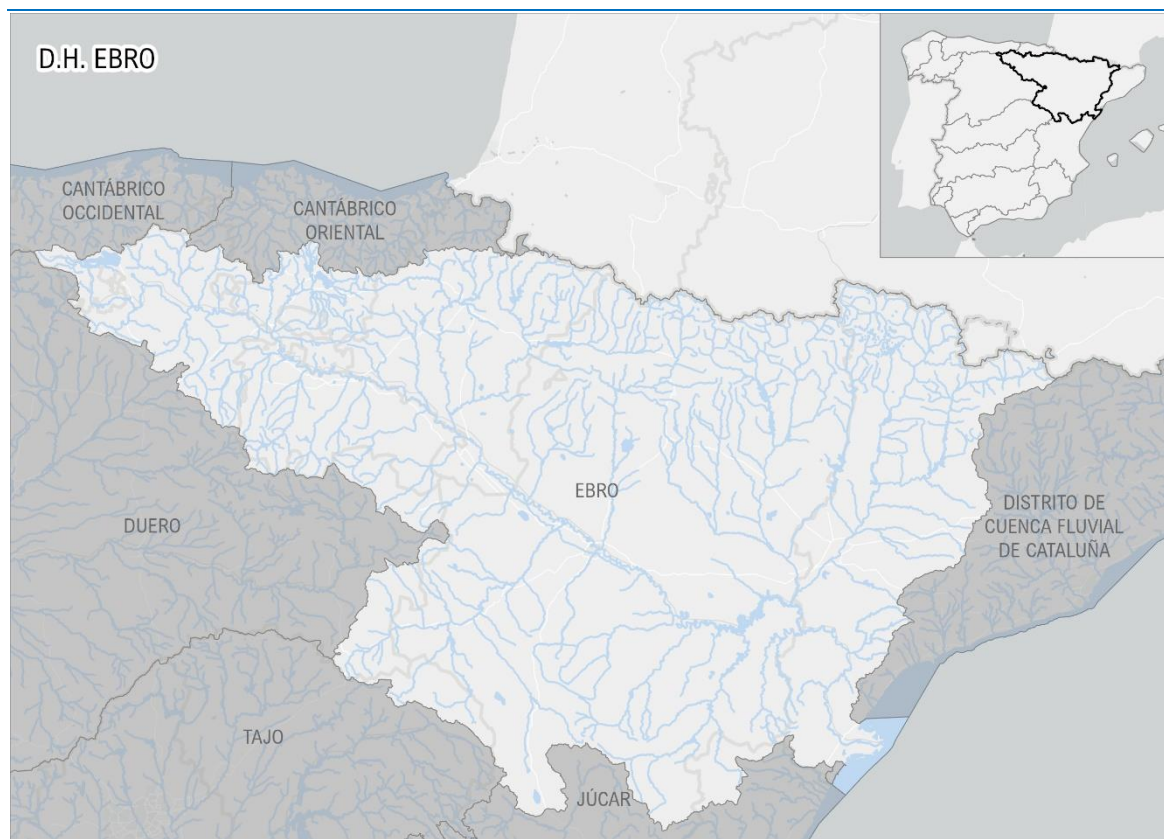 D.H. EBRO
CANTÁBRICO
OCCIDENTAL
CANTÁBRICO
ORIENTAL
DUERO
EBRO
DISTRITO DE
CUENCA FLUVIAL
DE CATALUÑA
TAJO
JÚCAR